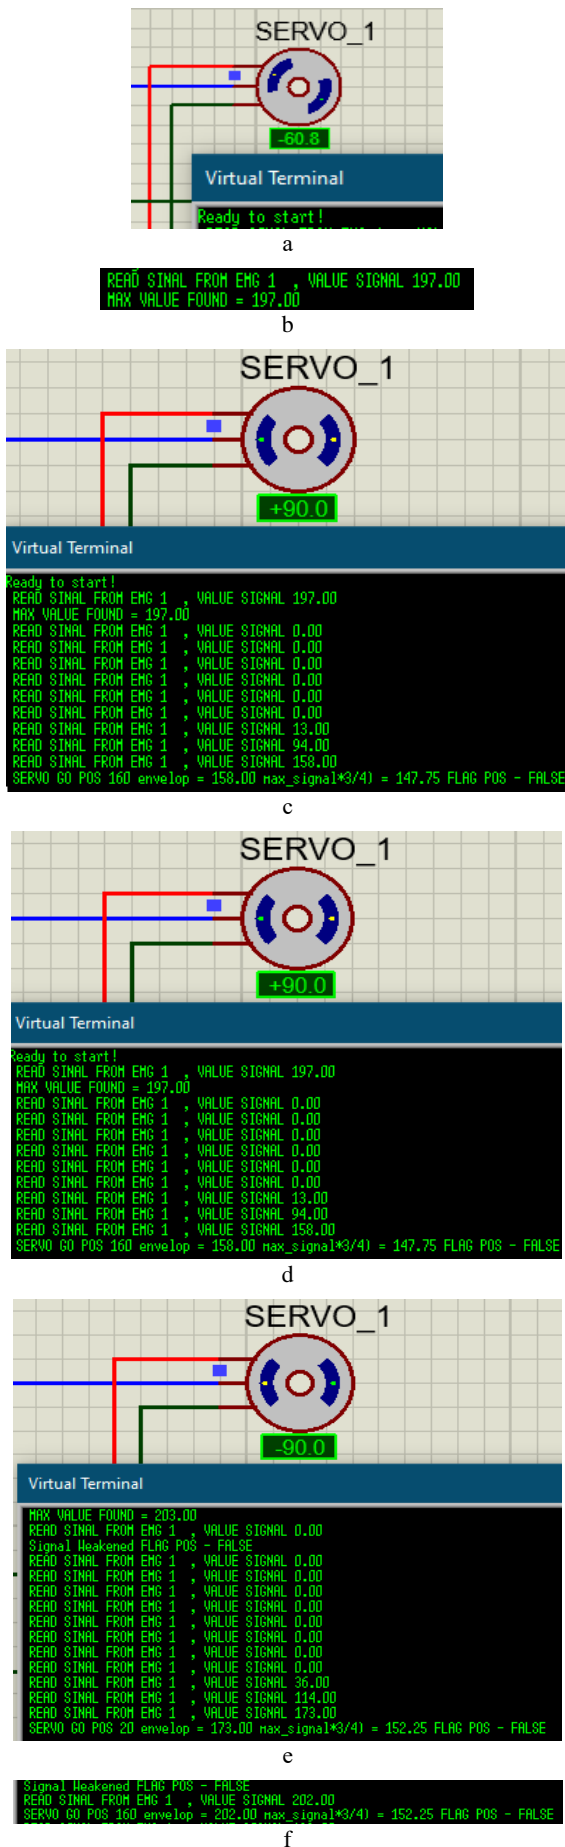 SERVO_1
-60.8
Virtual Terminal
Ready to start!
a
READ SINAL FROM EMG 1 , VALUE SIGNAL 197.00
MAX VALUE FOUND = 197.00
b
SERVO_1
+90.0
Virtual Terminal
Ready to start!
READ SINAL FROM EMG 1 , VALUE SIGNAL 197.00
MAX VALUE FOUND = 197.00
READ SINAL FROM EMG 1 , VALUE SIGNAL 0.00
READ SINAL FROM EMG 1 , VALUE SIGNAL 0.00
READ SINAL FROM EMG 1 , VALUE SIGNAL 0.00
READ SINAL FROM EMG 1 , VALUE SIGNAL 0.00
READ SINAL FROM EMG 1 , VALUE SIGNAL 0.00
READ SINAL FROM EMG 1 , VALUE SIGNAL 0.00
READ SINAL FROM EMG 1 , VALUE SIGNAL 13.00
READ SINAL FROM EMG 1 , VALUE SIGNAL 94.00
READ SINAL FROM EMG 1 , VALUE SIGNAL 158.00
SERVO GO POS 160 envelop = 158.00 max_signal*3/4) = 147.75 FLAG POS - FALSE
c
SERVO_1
+90.0
Virtual Terminal
Ready to start!
READ SINAL FROM EMG 1 , VALUE SIGNAL 197.00
MAX VALUE FOUND = 197.00
READ SINAL FROM EMG 1 , VALUE SIGNAL 0.00
READ SINAL FROM EMG 1 , VALUE SIGNAL 0.00
READ SINAL FROM EMG 1 , VALUE SIGNAL 0.00
READ SINAL FROM EMG 1 , VALUE SIGNAL 0.00
READ SINAL FROM EMG 1 , VALUE SIGNAL 0.00
READ SINAL FROM EMG 1 , VALUE SIGNAL 0.00
READ SINAL FROM EMG 1 , VALUE SIGNAL 13.00
READ SINAL FROM EMG 1 , VALUE SIGNAL 94.00
READ SINAL FROM EMG 1 , VALUE SIGNAL 158.00
SERVO GO POS 160 envelop = 158.00 max_signal*3/4) = 147.75 FLAG POS - FALSE
d
SERVO_1
-90.0
Virtual Terminal
MAX VALUE FOUND = 203.00
READ SINAL FROM EMG 1 , VALUE SIGNAL 0.00
Signal Weakened FLAG POS - FALSE
READ SINAL FROM EMG 1 , VALUE SIGNAL 0.00
READ SINAL FROM EMG 1 , VALUE SIGNAL 0.00
READ SINAL FROM EMG 1 , VALUE SIGNAL 0.00
READ SINAL FROM EMG 1 , VALUE SIGNAL 0.00
READ SINAL FROM EMG 1 , VALUE SIGNAL 0.00
READ SINAL FROM EMG 1 , VALUE SIGNAL 0.00
READ SINAL FROM EMG 1 , VALUE SIGNAL 0.00
READ SINAL FROM EMG 1 , VALUE SIGNAL 0.00
READ SINAL FROM EMG 1 , VALUE SIGNAL 36.00
READ SINAL FROM EMG 1 , VALUE SIGNAL 114.00
READ SINAL FROM EMG 1 , VALUE SIGNAL 173.00
SERVO GO POS 20 envelop = 173.00 max_signal*3/4) = 152.25 FLAG POS - FALSE
e
Signal Weakened FLAG POS - FALSE
READ SINAL FROM EMG 1 , VALUE SIGNAL 202.00
SERVO GO POS 160 envelop = 202.00 max_signal*3/4) = 152.25 FLAG POS - FALSE
f